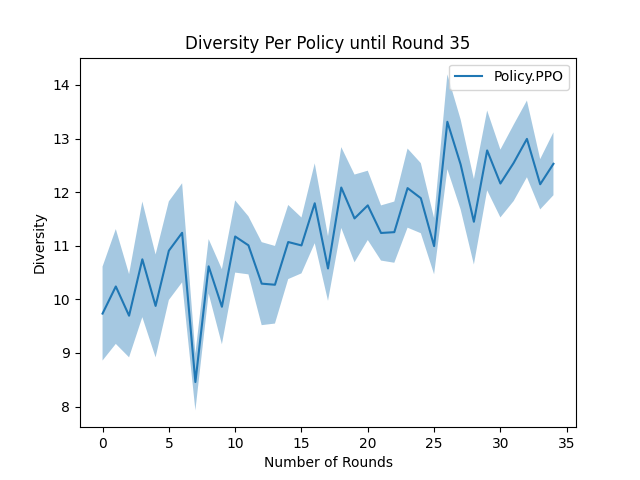 Diversity Per Policy until Round 35
Policy.PPO
14
13
12
11
10
9
8
Diversity
0 5 10 15 20 25 30 35
Number of Rounds